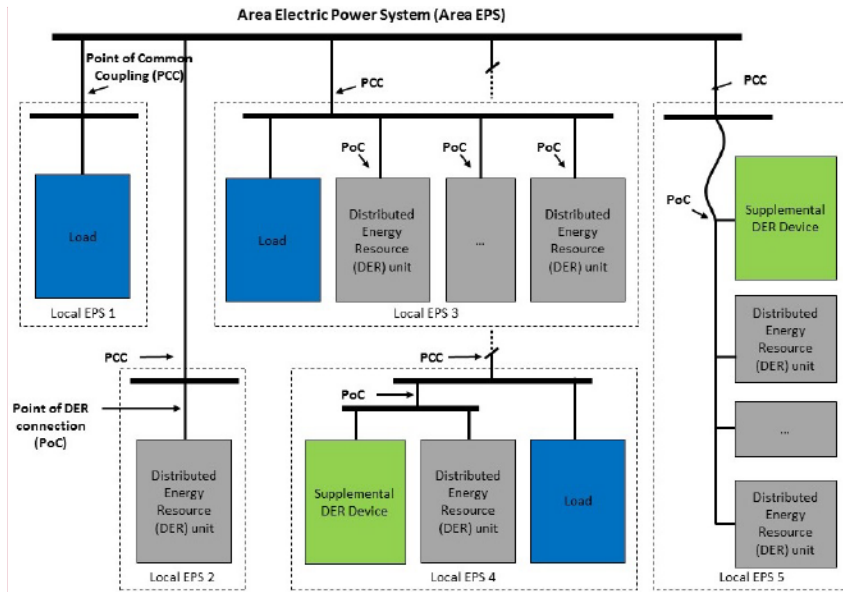 Area Electric Power System (Area EPS)
Point of Common
Coupling (PCC)
PCC
PCC
Load
Local EPS 1
PoC
PoC
PoC
Load
Distributed
Energy
Resource
(DER) unit
...
Distributed
Energy
Resource
(DER) unit
Local EPS 3
PoC
Supplemental
DER Device
Distributed
Energy
Resource
(DER) unit
...
Distributed
Energy
Resource
(DER) unit
Local EPS 5
PCC
Point of DER
connection
(PoC)
Distributed
Energy
Resource
(DER) unit
Local EPS 2
PCC
PoC
Supplemental
DER Device
Distributed
Energy
Resource
(DER) unit
Load
Local EPS 4